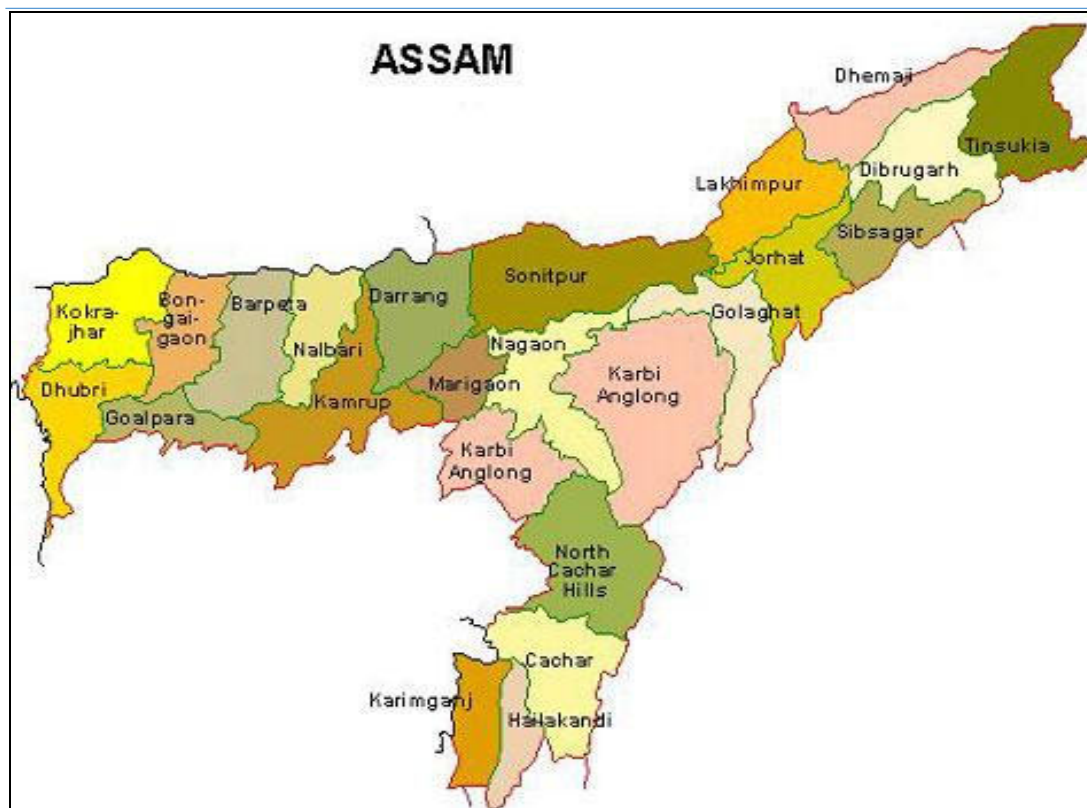 ASSAM
Dhemaji
Tinsukia
Dibrugarh
Lakhimpur
Sibsagar
Jorhat
Sonitpur
Darrang
Barpeta
Bon-
gai-
gaon
Kokra-
jhar
Golaghat
Nagaon
Nalbari
Karbi
Anglong
Marigaon
Dhubri
Kamrup
Goalpara
Karbi
Anglong
North
Cachar
Hills
Cachar
Karimganj
Hailakandi